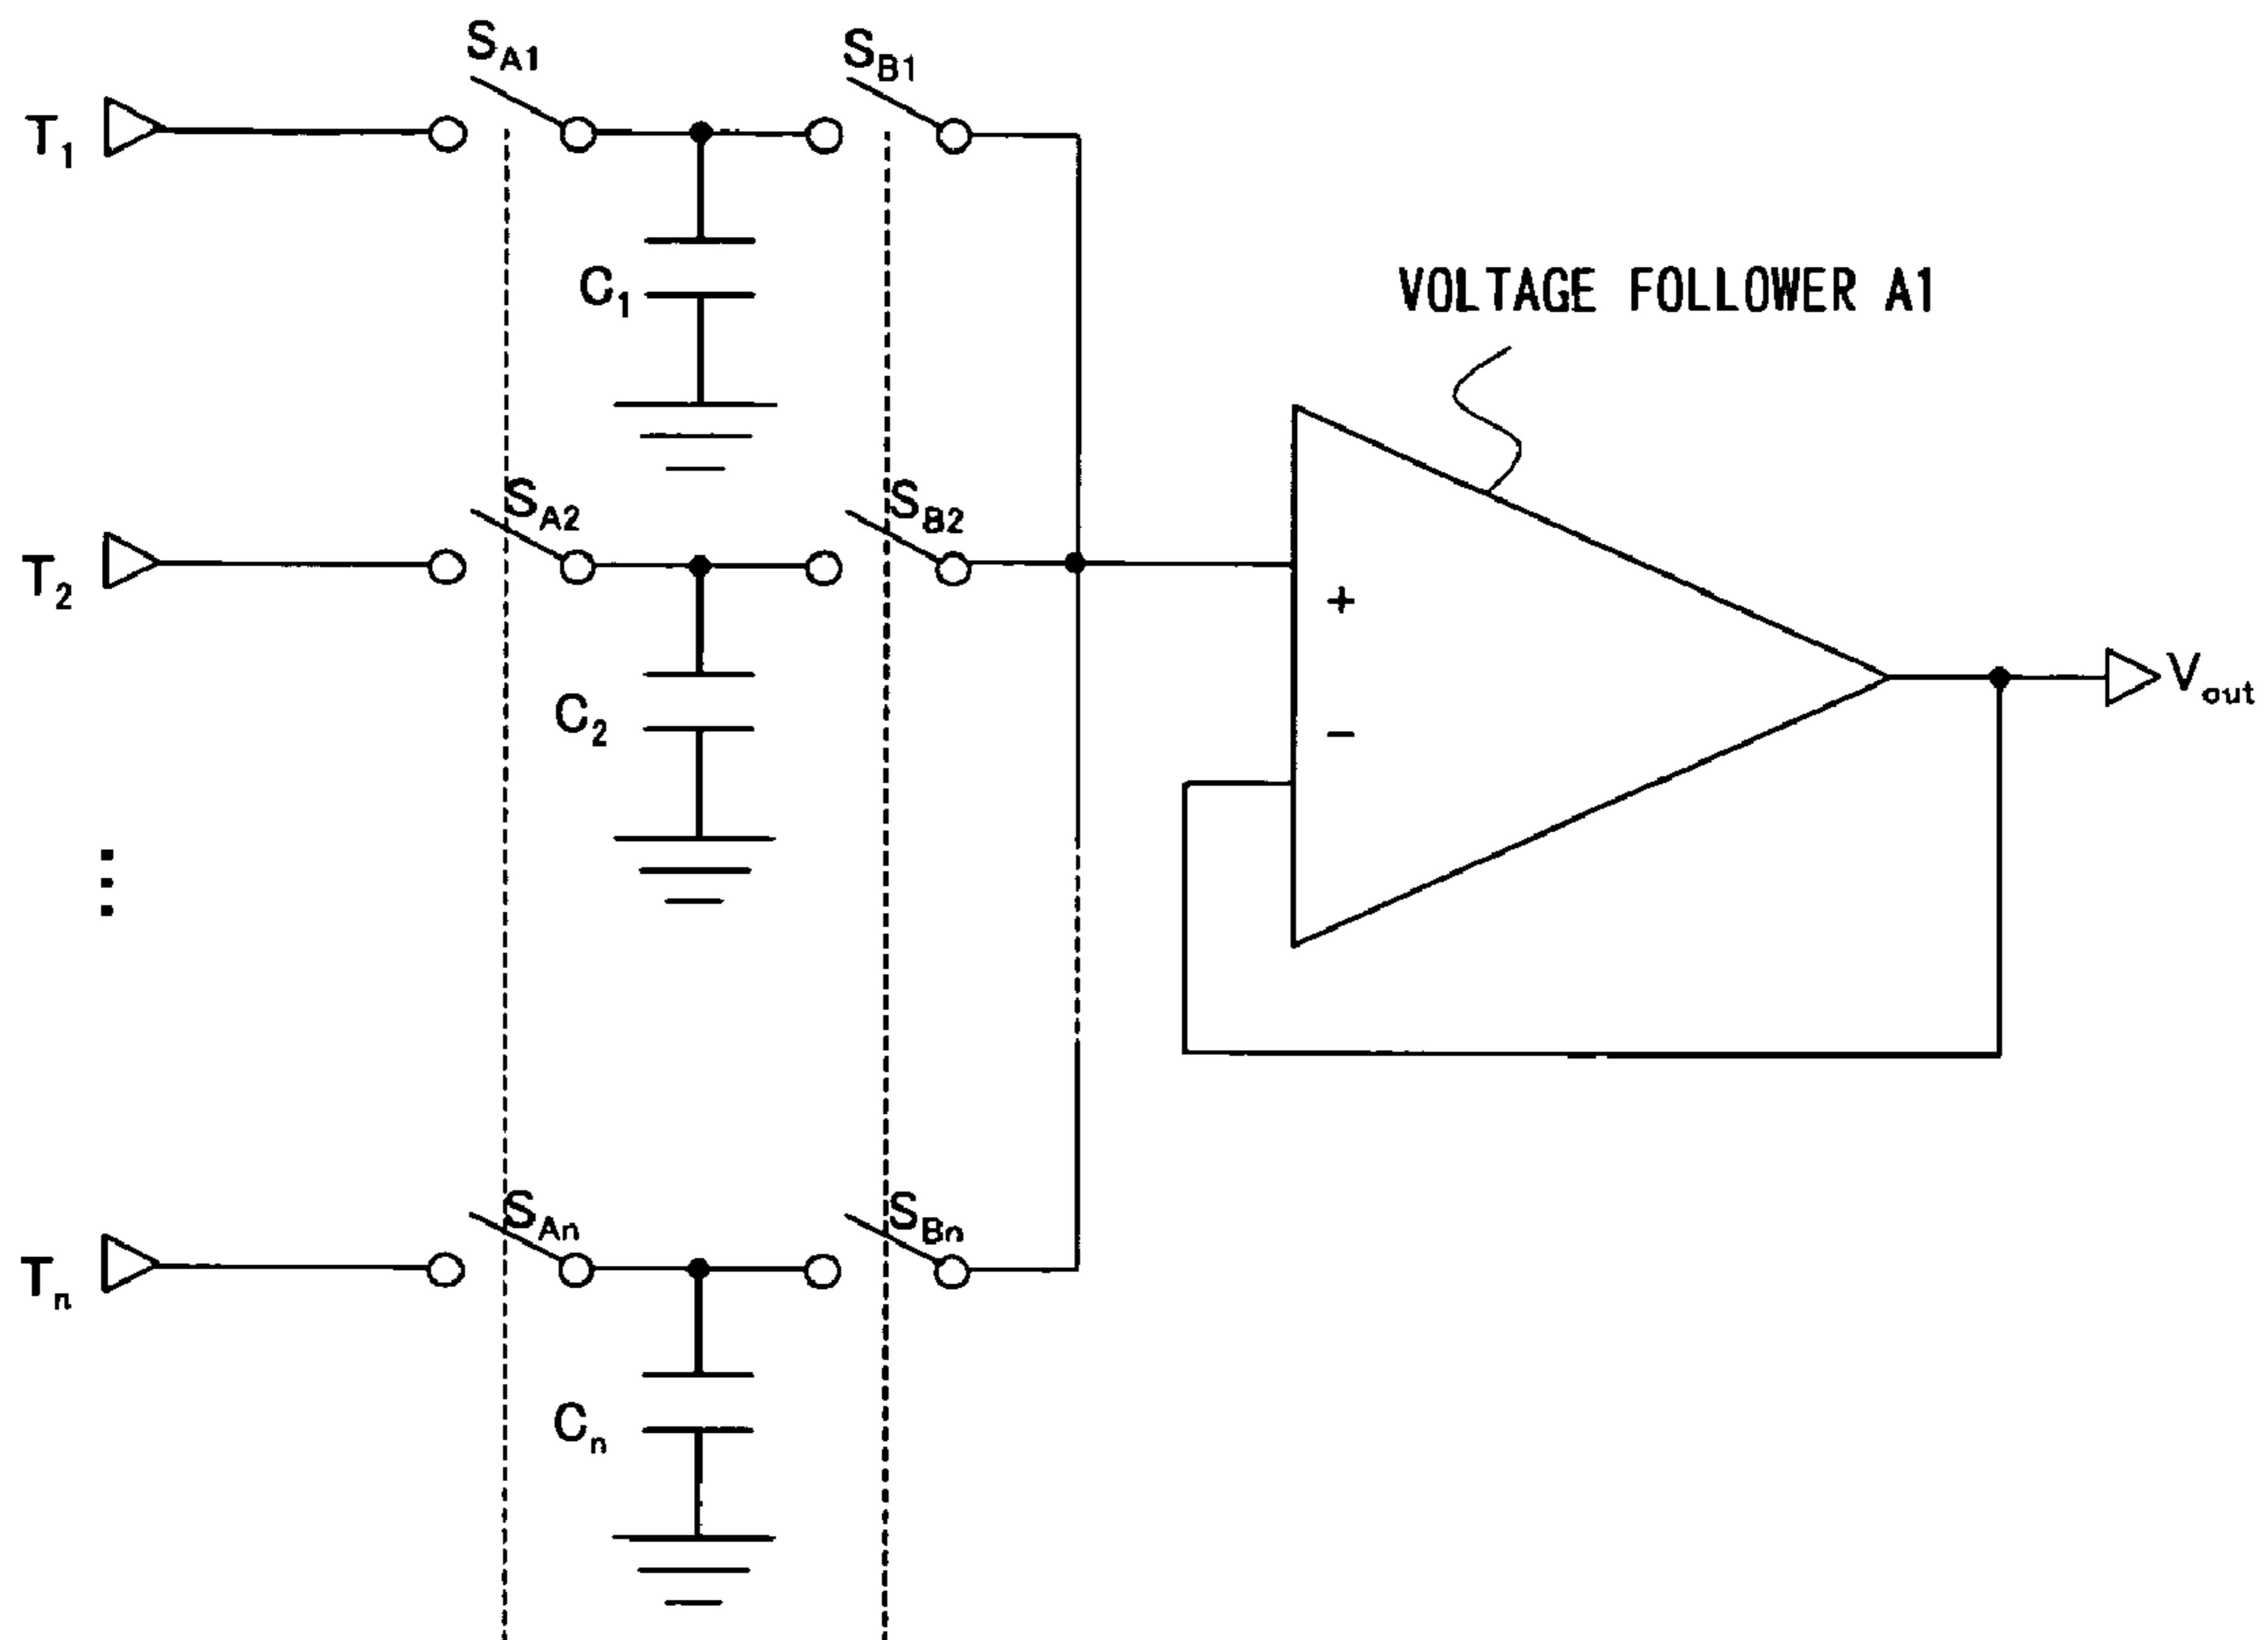 S_A1
S_B1
T_1
C_1
VOLTAGE FOLLOWER A1
S_A2
S_B2
T_2
+
−
V_out
C_2
⋮
S_An
S_Bn
T_n
C_n